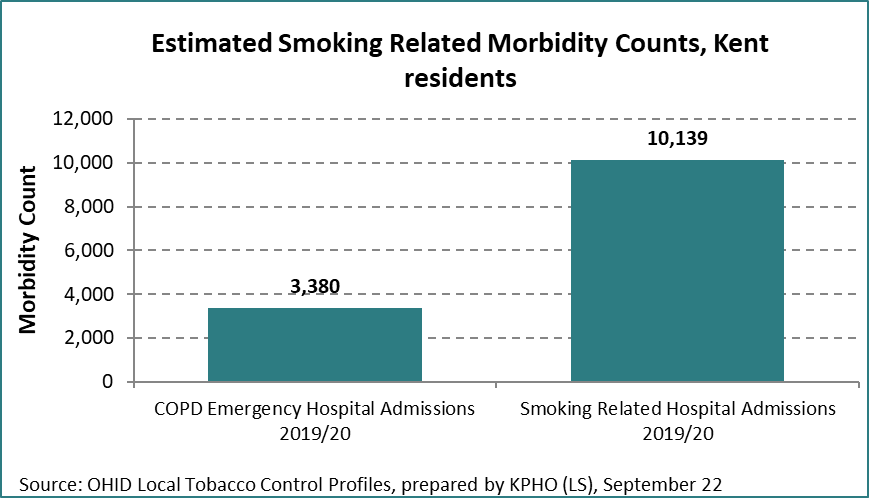 Estimated Smoking Related Morbidity Counts, Kent
residents
Morbidity Count
12,000
10,000
8,000
6,000
4,000
2,000
0
3,380
10,139
COPD Emergency Hospital Admissions
2019/20
Smoking Related Hospital Admissions
2019/20
Source: OHID Local Tobacco Control Profiles, prepared by KPHO (LS), September 22